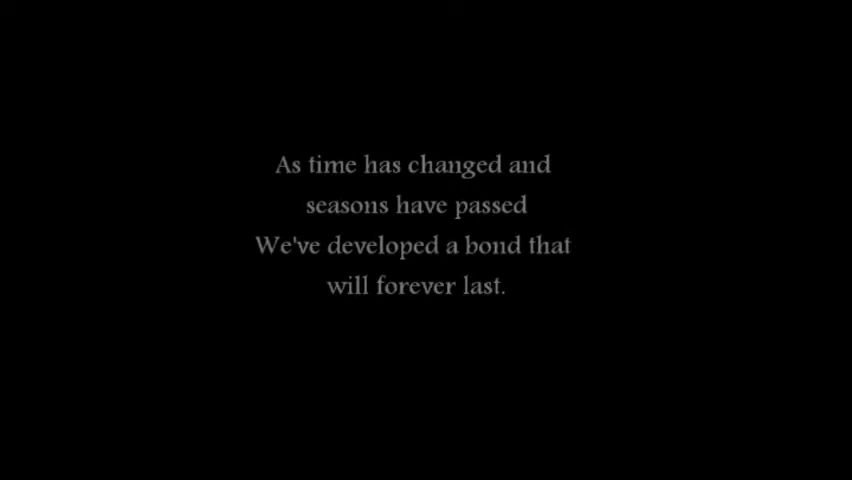 As time has changed and
seasons have passed
We've developed a bond that
will forever last.